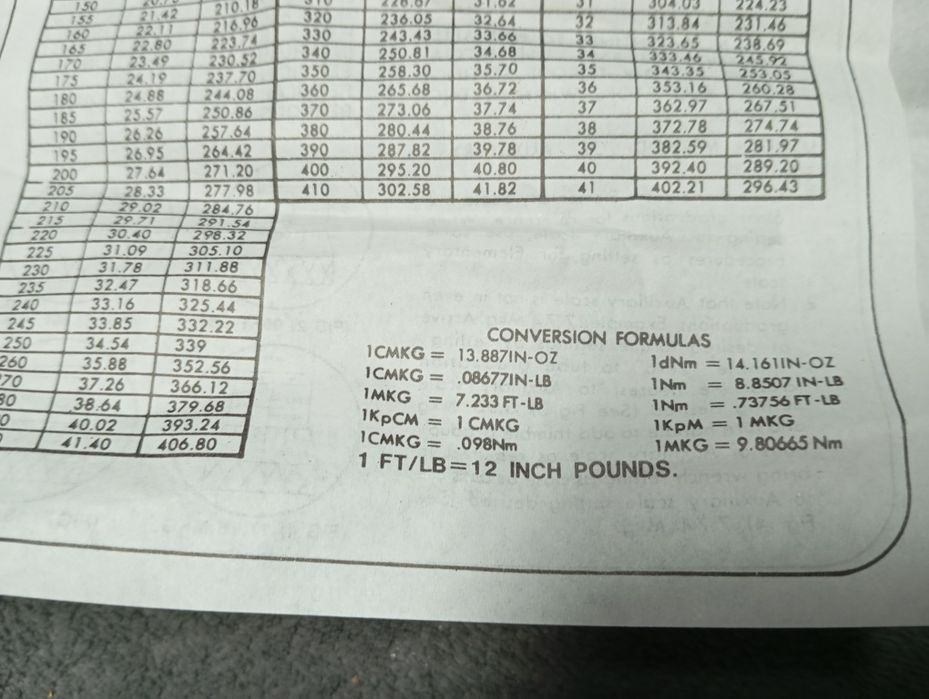 150
155 21.42 210.18
160 22.11 216.96
165 22.80 223.74
170 23.49 230.52
175 24.19 237.70
180 24.88 244.08
185 25.57 250.86
190 26.26 257.64
195 26.95 264.42
200 27.64 271.20
205 28.33 277.98
210 29.02 284.76
215 29.71 291.54
220 30.40 298.32
225 31.09 305.10
230 31.78 311.88
235 32.47 318.66
240 33.16 325.44
245 33.85 332.22
250 34.54 339
260 35.88 352.56
70 37.26 366.12
80 38.64 379.68
0 40.02 393.24
41.40 406.80
310 228.67 31.62 31 304.03 224.23
320 236.05 32.64 32 313.84 231.46
330 243.43 33.66 33 323.65 238.69
340 250.81 34.68 34 333.46 245.92
350 258.30 35.70 35 343.35 253.05
360 265.68 36.72 36 353.16 260.28
370 273.06 37.74 37 362.97 267.51
380 280.44 38.76 38 372.78 274.74
390 287.82 39.78 39 382.59 281.97
400 295.20 40.80 40 392.40 289.20
410 302.58 41.82 41 402.21 296.43
CONVERSION FORMULAS
1CMKG = 13.887IN-OZ
1CMKG = .08677IN-LB
1MKG = 7.233 FT-LB
1KpCM = 1 CMKG
1CMKG = .098Nm
1dNm = 14.161IN-OZ
1Nm = 8.8507 IN-LB
1Nm = .73756 FT-LB
1KpM = 1 MKG
1MKG = 9.80665 Nm
1 FT/LB=12 INCH POUNDS.